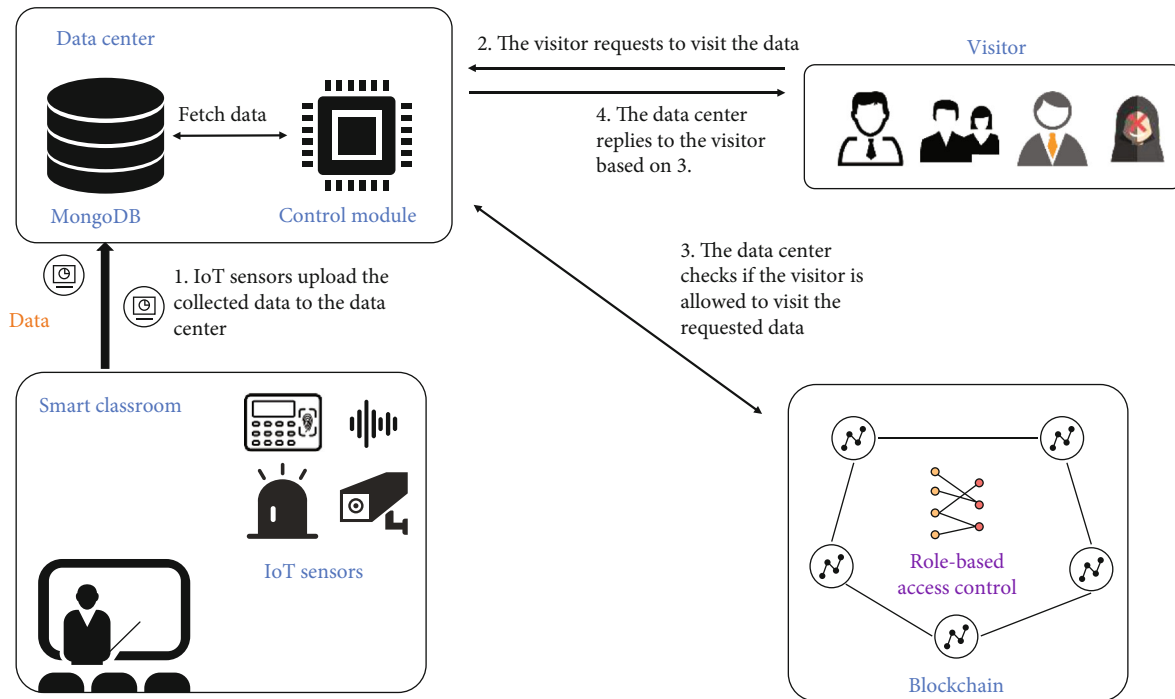 Data center
Fetch data
MongoDB
Control module
2. The visitor requests to visit the data
4. The data center
replies to the visitor
based on 3.
Visitor
Data
1. IoT sensors upload the
collected data to the data
center
3. The data center
checks if the visitor is
allowed to visit the
requested data
Smart classroom
IoT sensors
Role-based
access control
Blockchain